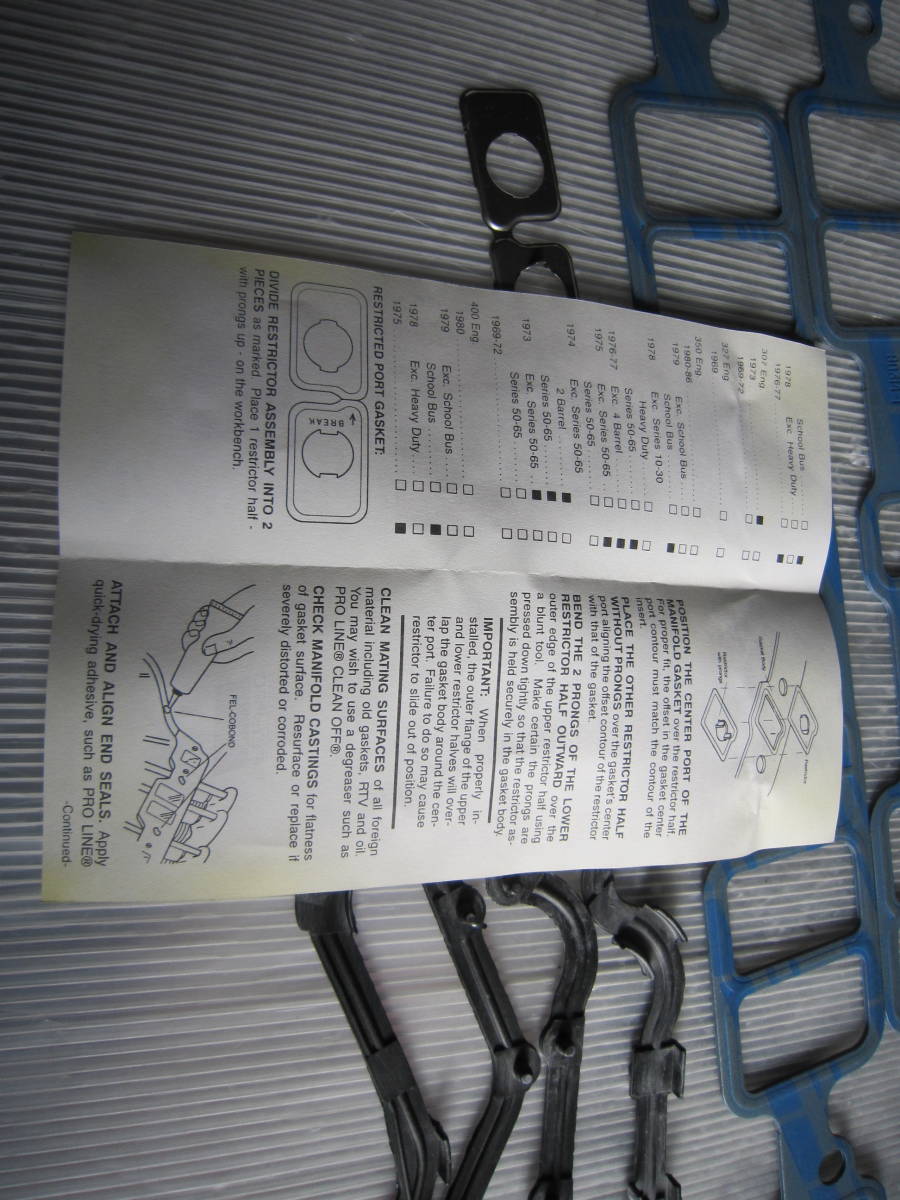 School Bus . □ ■
1978 Exc. Heavy Duty . □ □
1976-77 . . . □ ■
307 Eng.
1973 . . . ■ □
1969-72 . . . □ □
327 Eng.
1969 . . . □ □
350 Eng.
1980-86 . . . □ □
Exc. School Bus . . □ □
1979 School Bus . . . □ ■
Exc. Series 10-30
1978 Heavy Duty . . . □ □
Series 50-65 . . . □ ■
1976-77 Exc. 4 Barrel . . . □ ■
1975 Exc. Series 50-65 . □ ■
Series 50-65 . . . □ □
1974 Exc. Series 50-65
2 Barrel . . . ■ □
Series 50-65 . . . ■ □
1973 Exc. Series 50-65 . ■ □
Series 50-65 . . . □ □
1969-72 . . . □ □
400 Eng.
1980 . . . □ □
1979 Exc. School Bus . . □ □
School Bus . . . □ ■
1978 Exc. Heavy Duty . □ □
1975 . . . □ ■
RESTRICTED PORT GASKET:
BREAK
DIVIDE RESTRICTOR ASSEMBLY INTO 2
PIECES as marked. Place 1 restrictor half -
with prongs up - on the workbench.
Gasket Body
Restrictor
with prongs
POSITION THE CENTER PORT OF THE
MANIFOLD GASKET over the restrictor half.
For proper fit, the offset in the gasket center
port contour must match the contour of the
insert.
PLACE THE OTHER RESTRICTOR HALF
WITHOUT PRONGS over the gasket's center
port aligning the offset contour of the restrictor
with that of the gasket.
BEND THE 2 PRONGS OF THE LOWER
RESTRICTOR HALF OUTWARD over the
outer edge of the upper restrictor half using
a blunt tool. Make certain the prongs are
pressed down tightly so that the restrictor as-
sembly is held securely in the gasket body.
IMPORTANT: When properly in-
stalled, the outer flange of the upper
and lower restrictor halves will over-
lap the gasket body around the cen-
ter port. Failure to do so may cause
restrictor to slide out of position.
CLEAN MATING SURFACES of all foreign
material including old gaskets, RTV and oil.
You may wish to use a degreaser such as
PRO LINE® CLEAN OFF®.
CHECK MANIFOLD CASTINGS for flatness
of gasket surface. Resurface or replace if
severely distorted or corroded.
FEL-COBOND
ATTACH AND ALIGN END SEALS. Apply
quick-drying adhesive, such as PRO LINE®
-Continued-